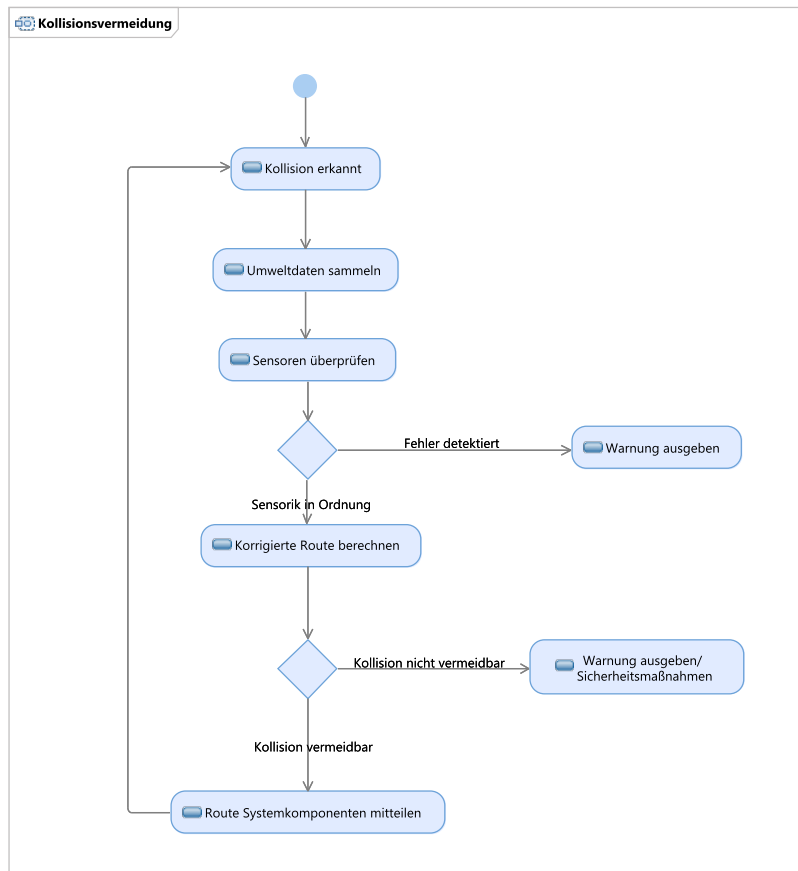 Kollisionsvermeidung
Kollision erkannt
Umweltdaten sammeln
Sensoren überprüfen
Fehler detektiert
Warnung ausgeben
Sensorik in Ordnung
Korrigierte Route berechnen
Kollision nicht vermeidbar
Warnung ausgeben/
Sicherheitsmaßnahmen
Kollision vermeidbar
Route Systemkomponenten mitteilen